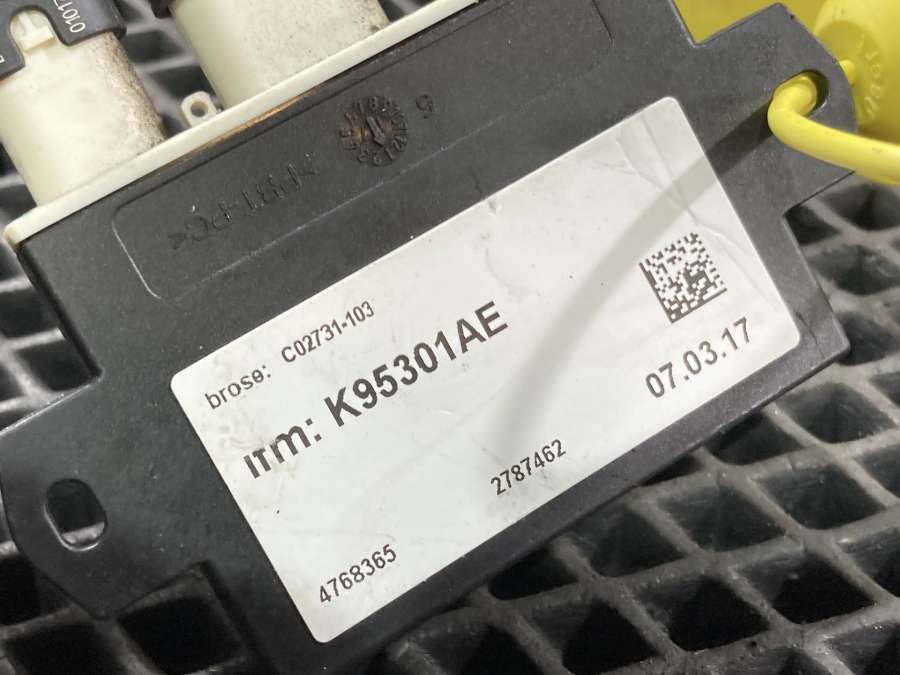 brose: C02731-103
ITM: K95301AE
07.03.17
2787462
4768365